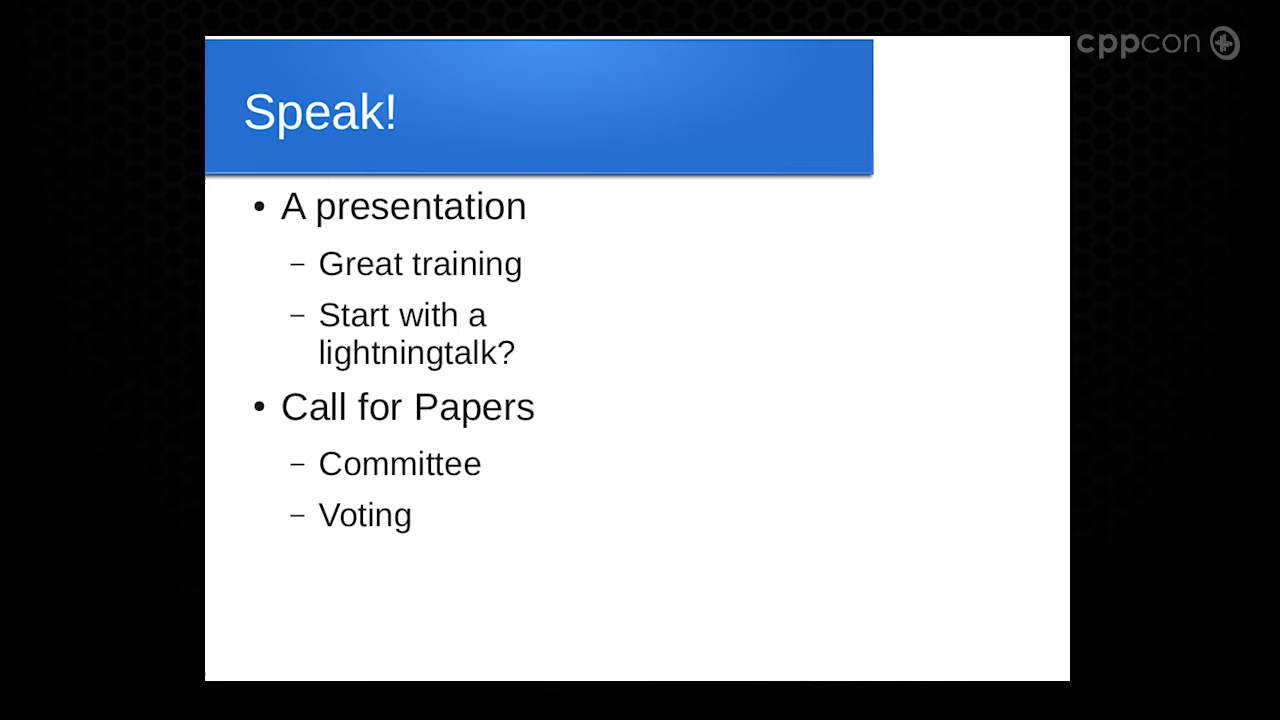 cppcon
Speak!
• A presentation
– Great training
– Start with a
lightningtalk?
• Call for Papers
– Committee
– Voting